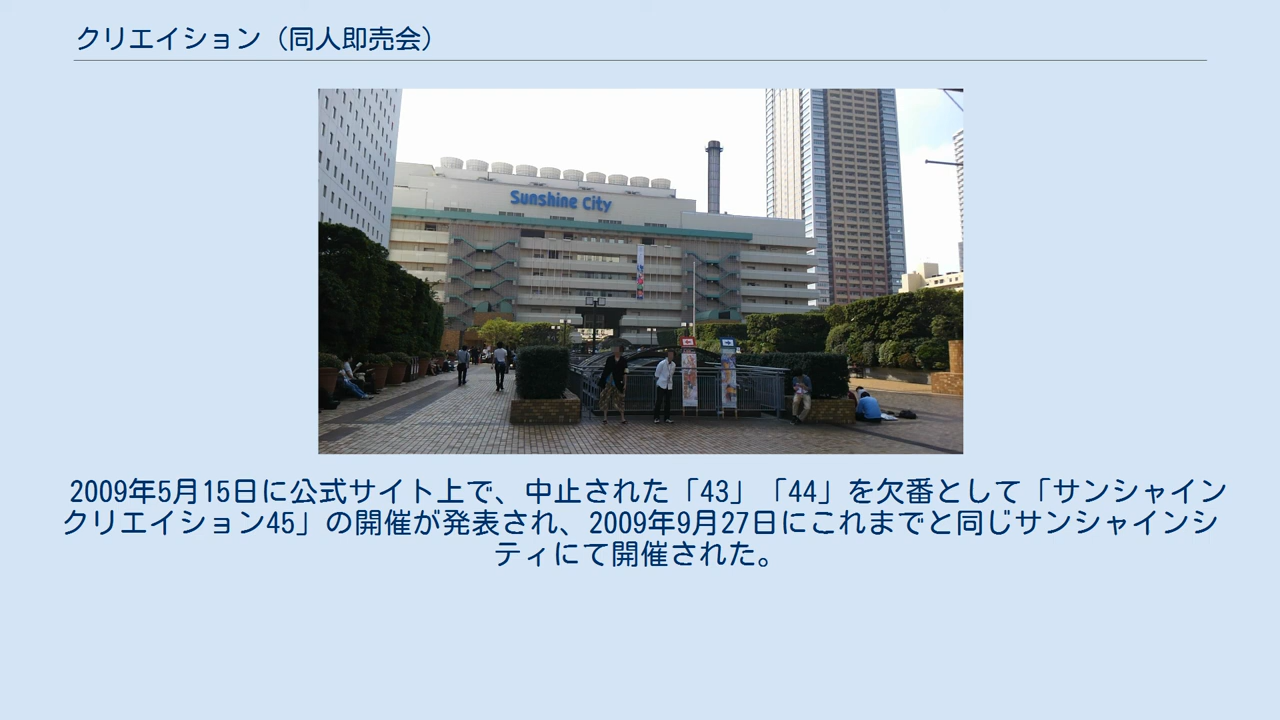 クリエイション（同人即売会）
Sunshine City
2009年5月15日に公式サイト上で、中止された「43」「44」を欠番として「サンシャイン
クリエイション45」の開催が発表され、2009年9月27日にこれまでと同じサンシャインシ
ティにて開催された。